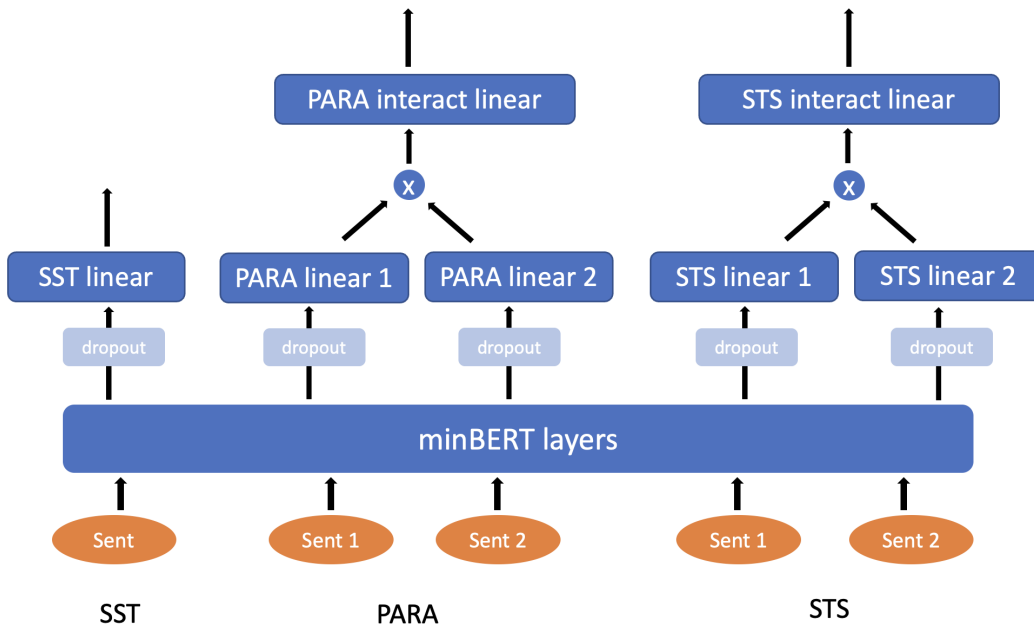 PARA interact linear
STS interact linear
X
X
SST linear
PARA linear 1
PARA linear 2
STS linear 1
STS linear 2
dropout
dropout
dropout
dropout
dropout
minBERT layers
Sent
Sent 1
Sent 2
Sent 1
Sent 2
SST
PARA
STS